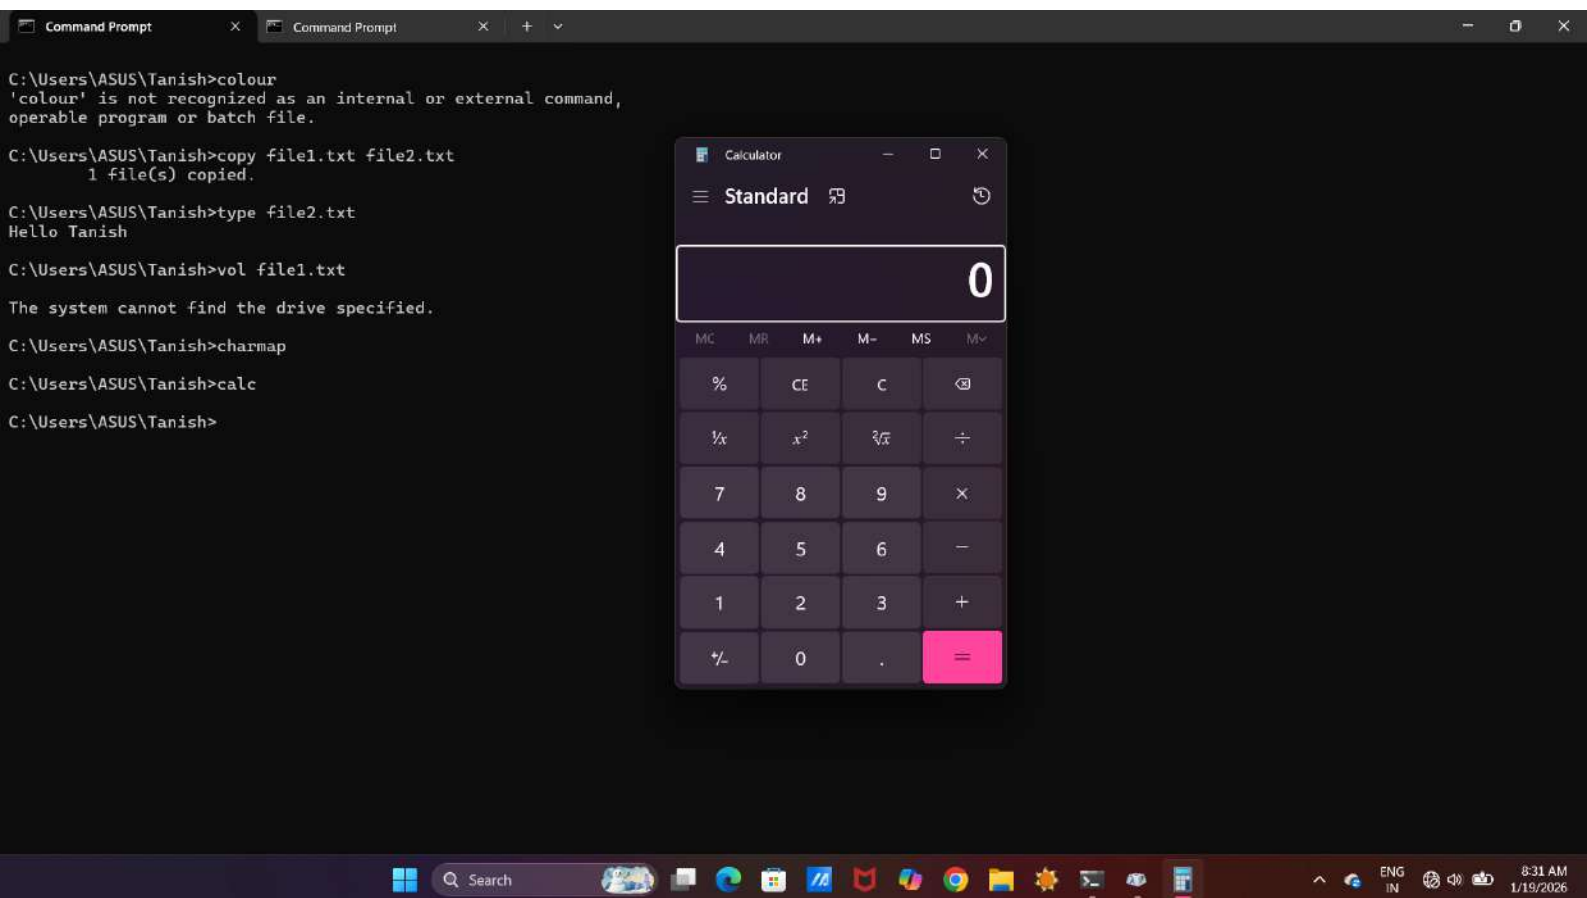 Command Prompt
Command Prompt
C:\Users\ASUS\Tanish>colour
'colour' is not recognized as an internal or external command,
operable program or batch file.
C:\Users\ASUS\Tanish>copy file1.txt file2.txt
1 file(s) copied.
C:\Users\ASUS\Tanish>type file2.txt
Hello Tanish
C:\Users\ASUS\Tanish>vol file1.txt
The system cannot find the drive specified.
C:\Users\ASUS\Tanish>charmap
C:\Users\ASUS\Tanish>calc
C:\Users\ASUS\Tanish>
Calculator
Standard
0
MC MR M+ M- MS M
% CE C
1/x x² ²√x ÷
7 8 9 ×
4 5 6 −
1 2 3 +
+/- 0 . =
Search
ENG
IN
8:31 AM
1/19/2026